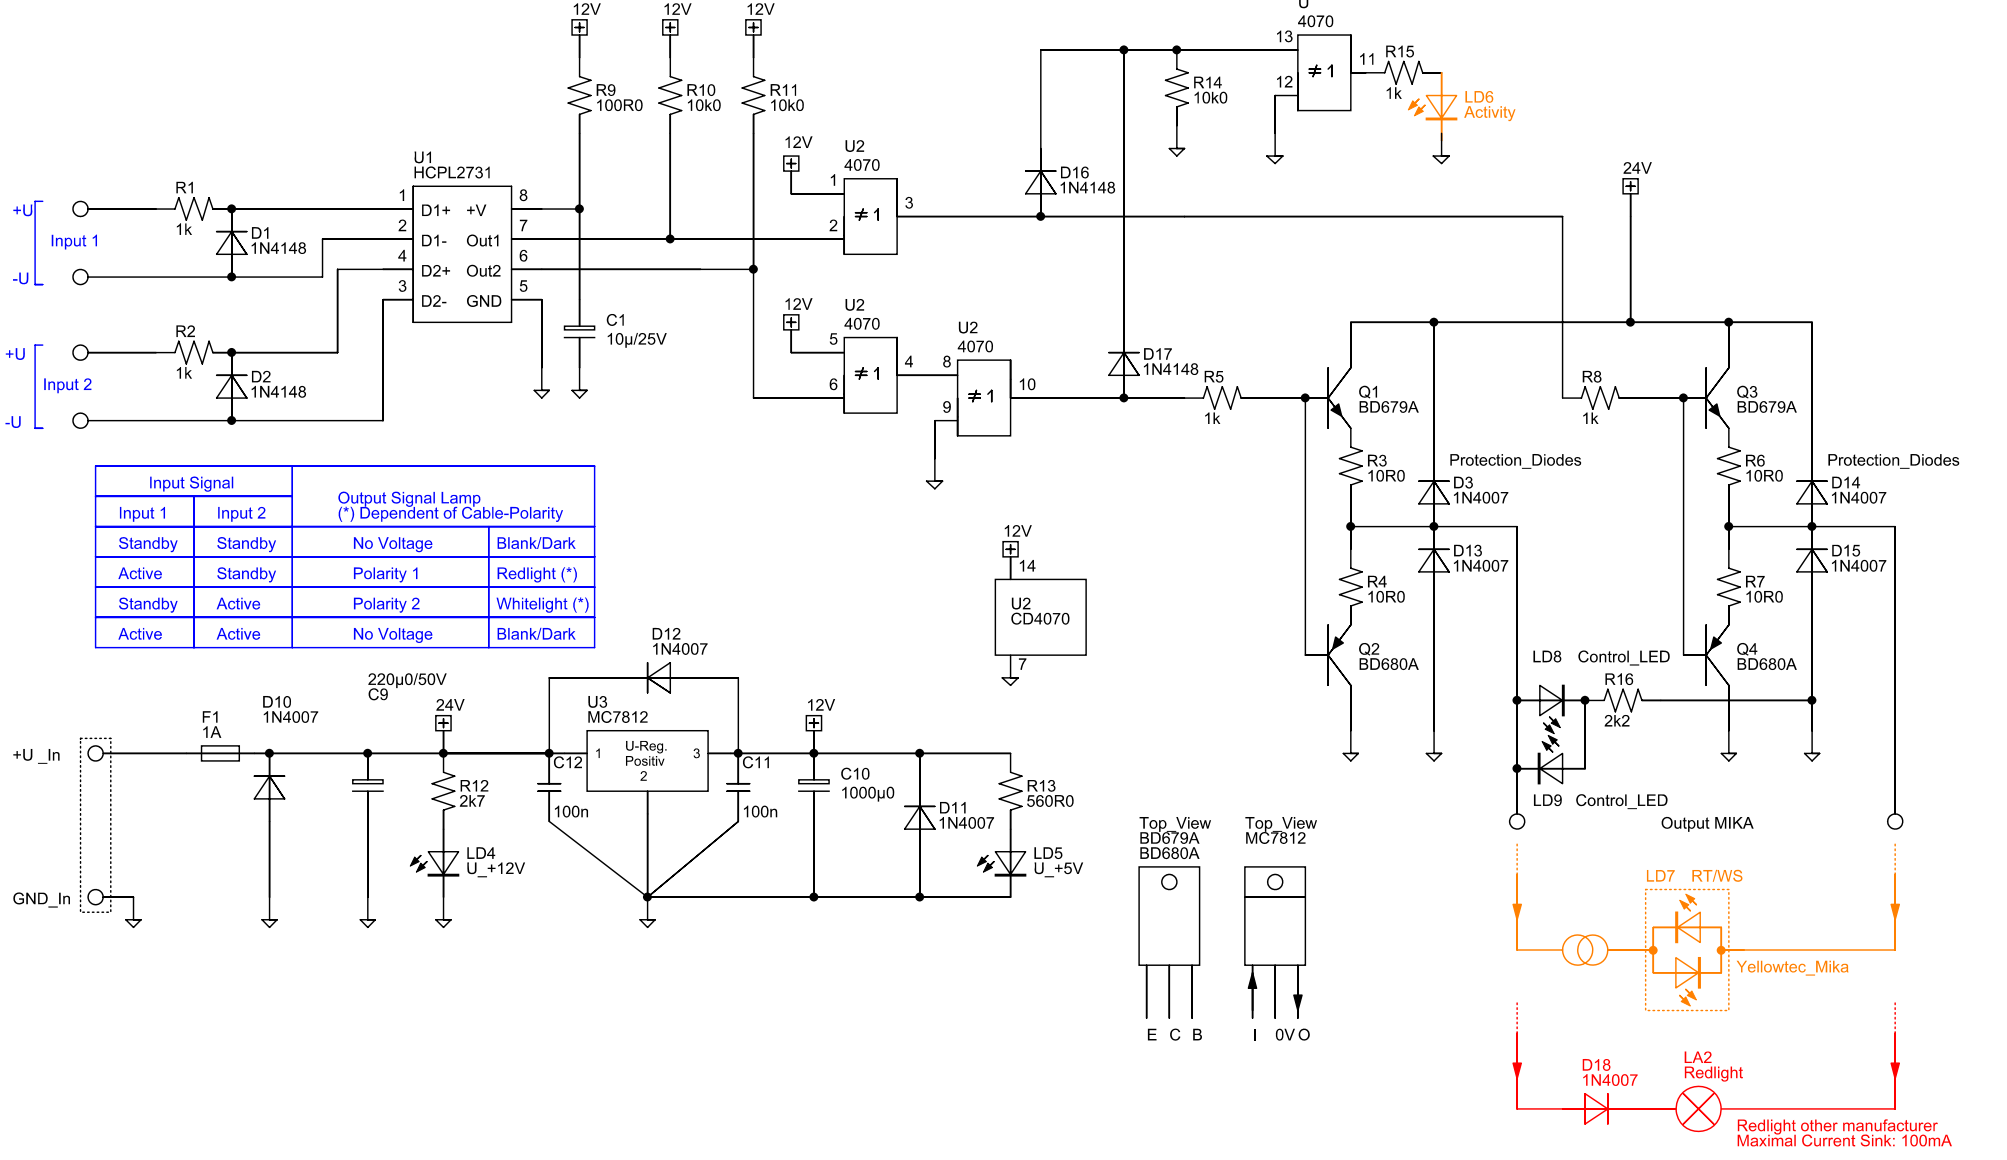 12V
12V
12V
U
4070
13
12
≠1
11
R15
1k
LD6
Activity
R9
100R0
R10
10k0
R11
10k0
R14
10k0
U1
HCPL2731
12V
U2
4070
1
2
≠1
3
D16
1N4148
24V
+U
Input 1
-U
R1
1k
D1
1N4148
1
2
4
3
D1+
D1-
D2+
D2-
+V
Out1
Out2
GND
8
7
6
5
C1
10µ/25V
+U
Input 2
-U
R2
1k
D2
1N4148
12V
U2
4070
5
6
≠1
4
U2
4070
8
9
≠1
10
D17
1N4148
R5
1k
Q1
BD679A
R8
1k
Q3
BD679A
R3
10R0
Protection_Diodes
D3
1N4007
R6
10R0
Protection_Diodes
D14
1N4007
R4
10R0
D13
1N4007
R7
10R0
D15
1N4007
Q2
BD680A
Q4
BD680A
Input Signal
Output Signal Lamp
(*) Dependent of Cable-Polarity
Input 1 Input 2
Standby Standby No Voltage Blank/Dark
Active Standby Polarity 1 Redlight (*)
Standby Active Polarity 2 Whitelight (*)
Active Active No Voltage Blank/Dark
12V
14
U2
CD4070
7
LD8 Control_LED
R16
2k2
LD9 Control_LED
Output MIKA
D12
1N4007
220µ0/50V
C9
D10
1N4007
F1
1A
24V
U3
MC7812
1
U-Reg.
Positiv
2
3
12V
+U _In
R12
2k7
C12
100n
C11
100n
C10
1000µ0
D11
1N4007
R13
560R0
LD4
U_+12V
LD5
U_+5V
GND_In
Top_View
BD679A
BD680A
E C B
Top_View
MC7812
I 0V O
LD7 RT/WS
Yellowtec_Mika
D18
1N4007
LA2
Redlight
Redlight other manufacturer
Maximal Current Sink: 100mA